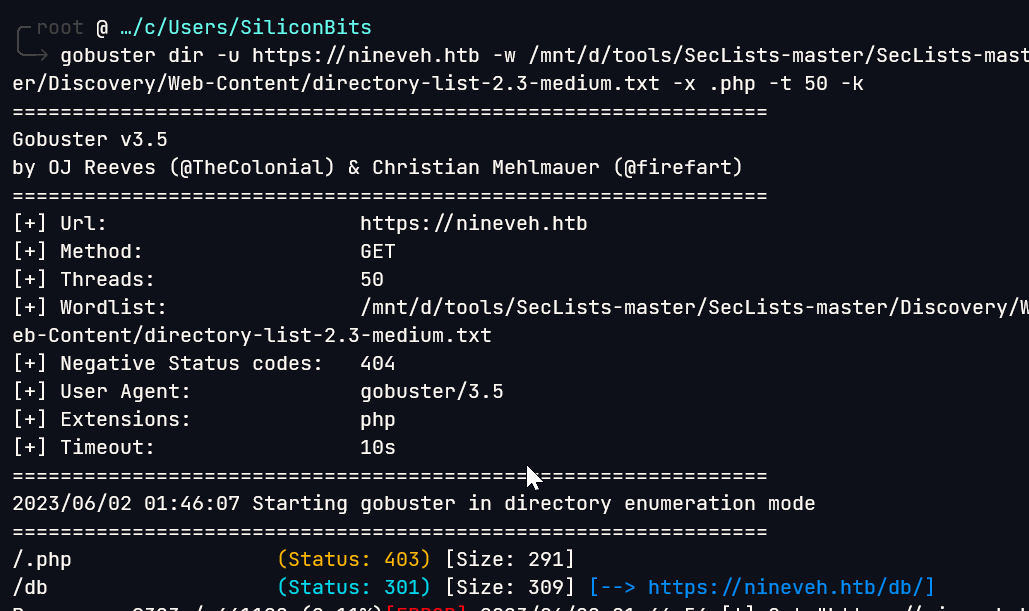 root @ …/c/Users/SiliconBits
gobuster dir -u https://nineveh.htb -w /mnt/d/tools/SecLists-master/SecLists-mast
er/Discovery/Web-Content/directory-list-2.3-medium.txt -x .php -t 50 -k
===============================================================
Gobuster v3.5
by OJ Reeves (@TheColonial) & Christian Mehlmauer (@firefart)
===============================================================
[+] Url:                     https://nineveh.htb
[+] Method:                  GET
[+] Threads:                 50
[+] Wordlist:                /mnt/d/tools/SecLists-master/SecLists-master/Discovery/W
eb-Content/directory-list-2.3-medium.txt
[+] Negative Status codes:   404
[+] User Agent:              gobuster/3.5
[+] Extensions:              php
[+] Timeout:                 10s
===============================================================
2023/06/02 01:46:07 Starting gobuster in directory enumeration mode
===============================================================
/.php                 (Status: 403) [Size: 291]
/db                   (Status: 301) [Size: 309] [--> https://nineveh.htb/db/]